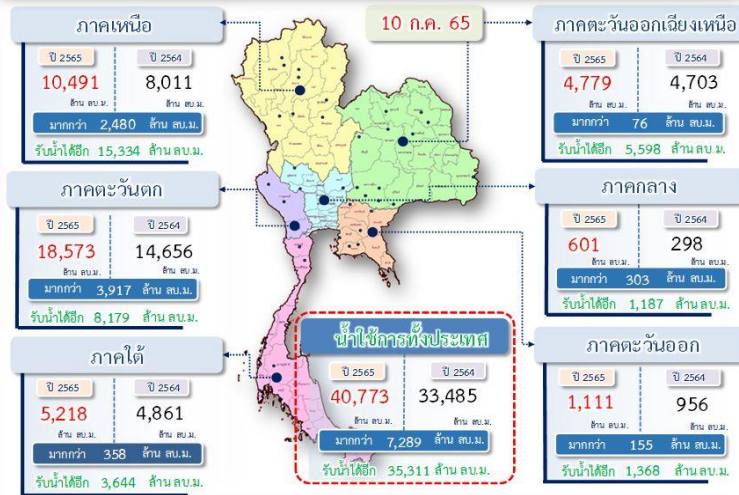 ภาคเหนือ
ปี 2565 ปี 2564
10,491 8,011
ล้าน ลบ.ม. ล้าน ลบ.ม.
มากกว่า 2,480 ล้าน ลบ.ม.
รับน้ำได้อีก 15,334 ล้าน ลบ.ม.
10 ก.ค. 65
ภาคตะวันออกเฉียงเหนือ
ปี 2565 ปี 2564
4,779 4,703
ล้าน ลบ.ม. ล้าน ลบ.ม.
มากกว่า 76 ล้าน ลบ.ม.
รับน้ำได้อีก 5,598 ล้าน ลบ.ม.
ภาคตะวันตก
ปี 2565 ปี 2564
18,573 14,656
ล้าน ลบ.ม. ล้าน ลบ.ม.
มากกว่า 3,917 ล้าน ลบ.ม.
รับน้ำได้อีก 8,179 ล้าน ลบ.ม.
ภาคกลาง
ปี 2565 ปี 2564
601 298
ล้าน ลบ.ม. ล้าน ลบ.ม.
มากกว่า 303 ล้าน ลบ.ม.
รับน้ำได้อีก 1,187 ล้าน ลบ.ม.
ภาคใต้
ปี 2565 ปี 2564
5,218 4,861
ล้าน ลบ.ม. ล้าน ลบ.ม.
มากกว่า 358 ล้าน ลบ.ม.
รับน้ำได้อีก 3,644 ล้าน ลบ.ม.
น้ำใช้การทั้งประเทศ
ปี 2565 ปี 2564
40,773 33,485
ล้าน ลบ.ม. ล้าน ลบ.ม.
มากกว่า 7,289 ล้าน ลบ.ม.
รับน้ำได้อีก 35,311 ล้าน ลบ.ม.
ภาคตะวันออก
ปี 2565 ปี 2564
1,111 956
ล้าน ลบ.ม. ล้าน ลบ.ม.
มากกว่า 155 ล้าน ลบ.ม.
รับน้ำได้อีก 1,368 ล้าน ลบ.ม.